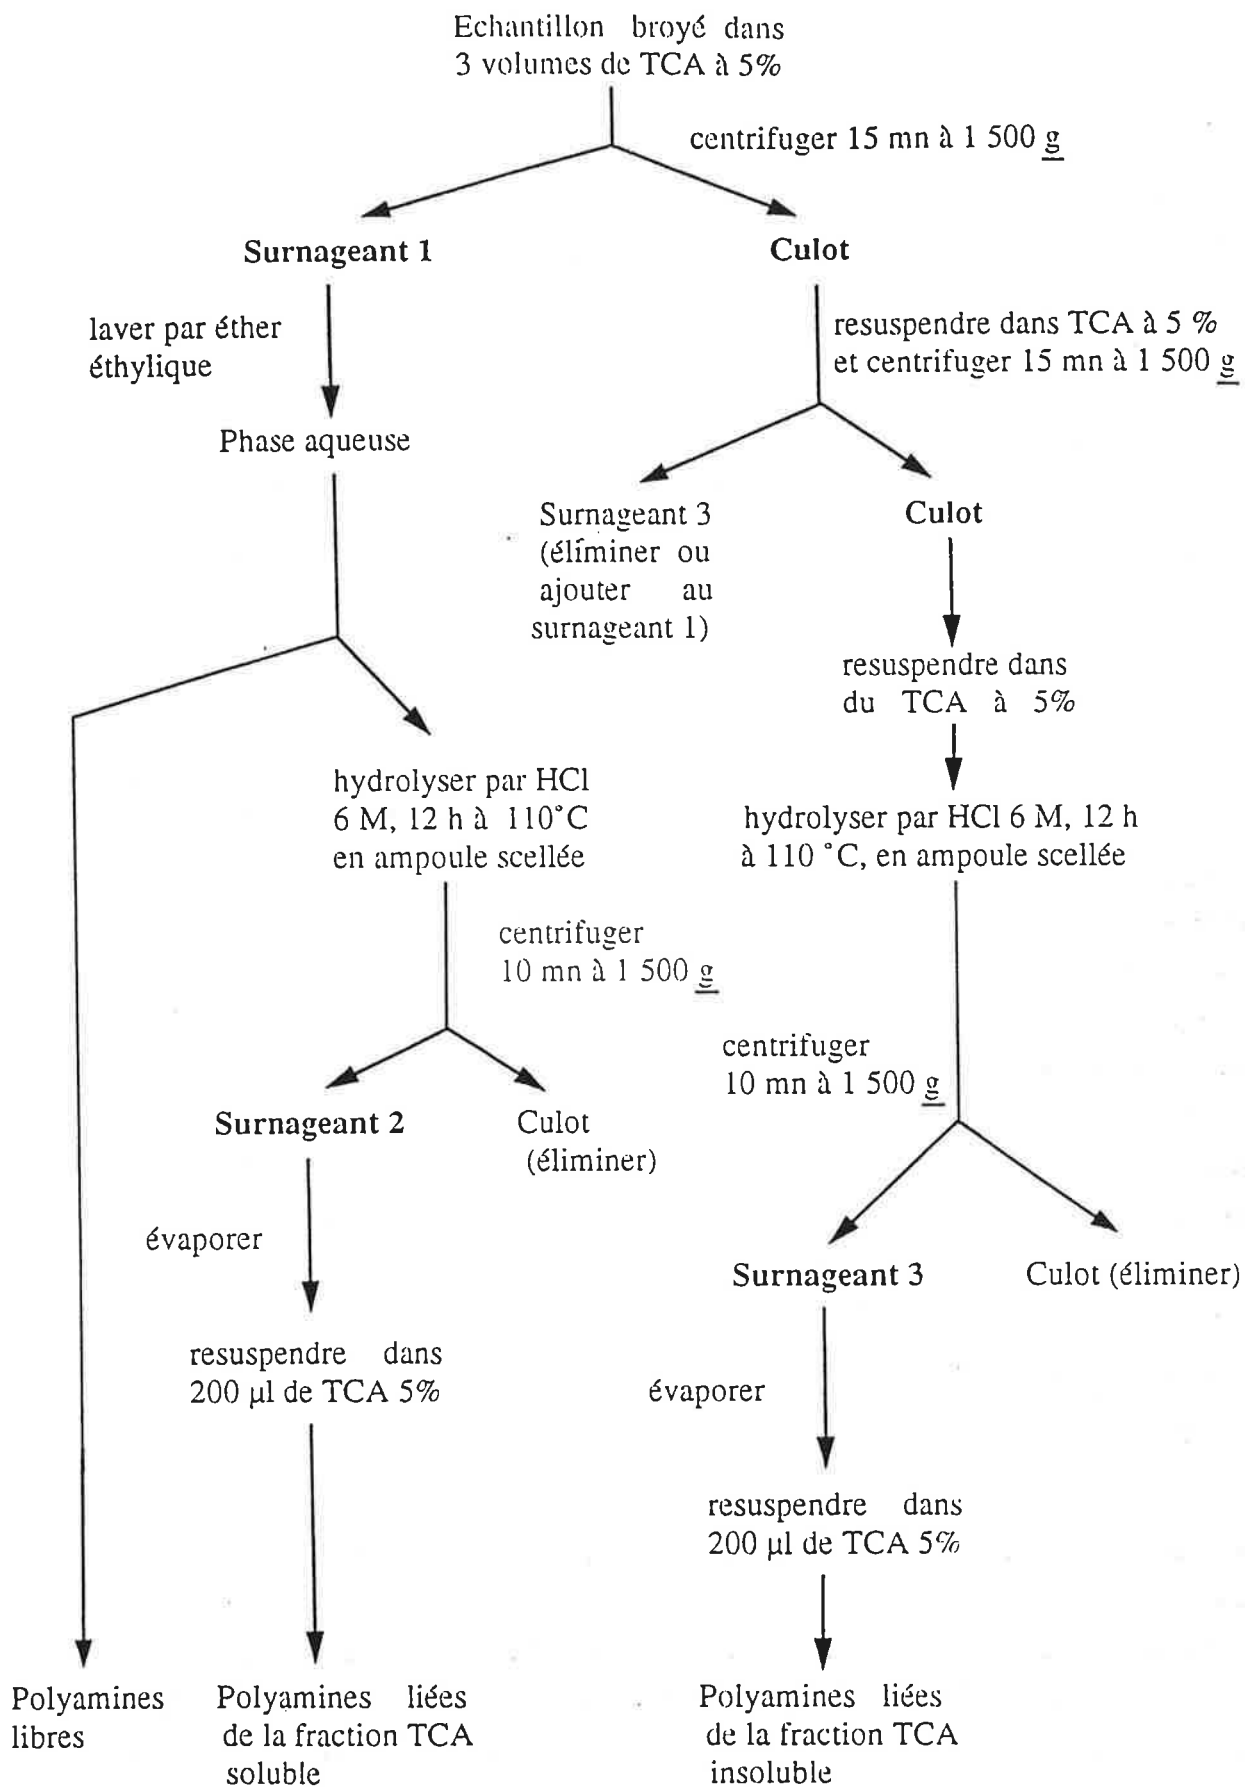 Echantillon broyé dans
3 volumes de TCA à 5%
centrifuger 15 mn à 1 500 g
Surnageant 1
Culot
laver par éther
éthylique
resuspendre dans TCA à 5 %
et centrifuger 15 mn à 1 500 g
Phase aqueuse
Surnageant 3
(éliminer ou
ajouter au
surnageant 1)
Culot
resuspendre dans
du TCA à 5%
hydrolyser par HCl
6 M, 12 h à 110°C
en ampoule scellée
hydrolyser par HCl 6 M, 12 h
à 110 °C, en ampoule scellée
centrifuger
10 mn à 1 500 g
centrifuger
10 mn à 1 500 g
Surnageant 2
Culot
(éliminer)
évaporer
Surnageant 3
Culot (éliminer)
resuspendre dans
200 µl de TCA 5%
évaporer
resuspendre dans
200 µl de TCA 5%
Polyamines
libres
Polyamines liées
de la fraction TCA
soluble
Polyamines liées
de la fraction TCA
insoluble